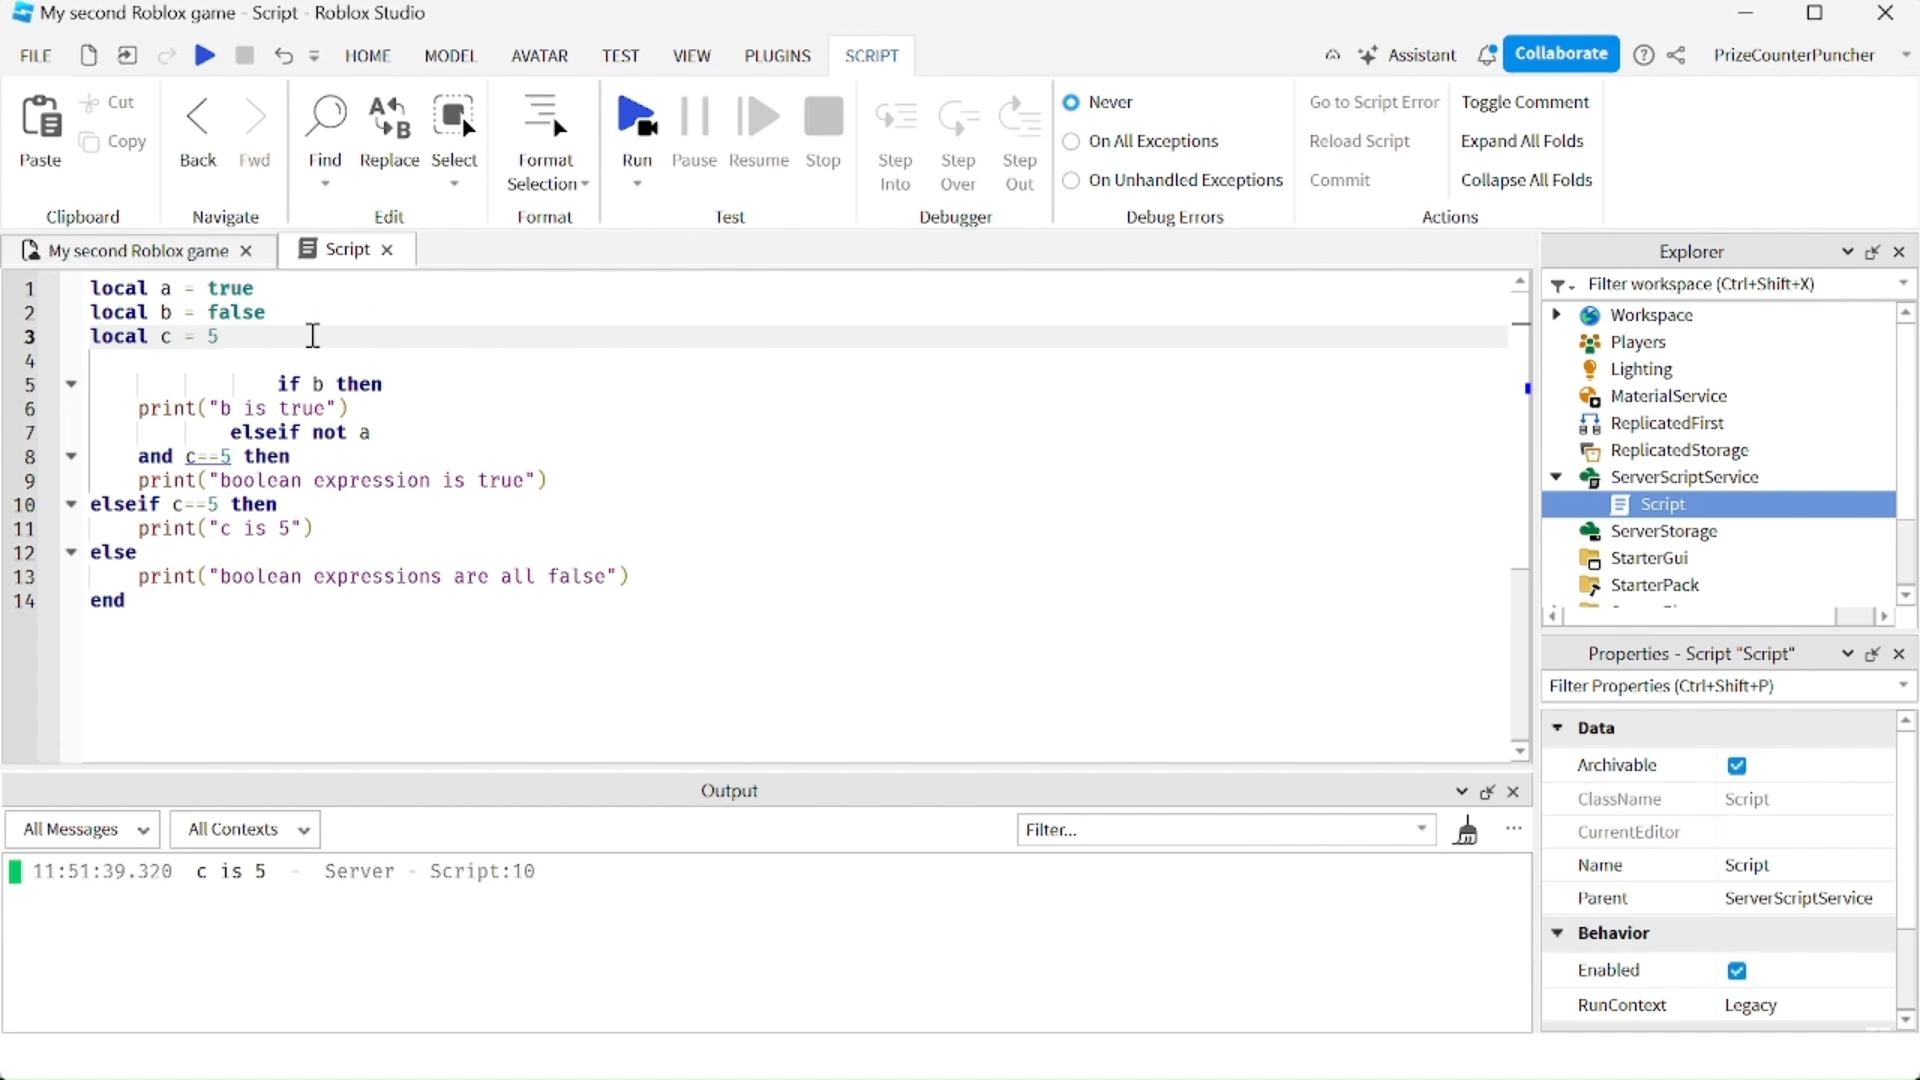 My second Roblox game - Script - Roblox Studio
FILE HOME MODEL AVATAR TEST VIEW PLUGINS SCRIPT Assistant Collaborate PrizeCounterPuncher
Paste Cut Copy
Clipboard
Back Fwd
Navigate
Find Replace Select
Edit
Format Selection
Format
Run Pause Resume Stop
Test
Step Into Step Over Step Out
Debugger
Never
On All Exceptions
On Unhandled Exceptions
Debug Errors
Go to Script Error Toggle Comment
Reload Script Expand All Folds
Commit Collapse All Folds
Actions
My second Roblox game Script
1 local a = true
2 local b = false
3 local c = 5
4
5 if b then
6 print("b is true")
7 elseif not a
8 and c==5 then
9 print("boolean expression is true")
10 elseif c==5 then
11 print("c is 5")
12 else
13 print("boolean expressions are all false")
14 end
Output
All Messages All Contexts Filter...
11:51:39.320 c is 5 - Server - Script:10
Explorer
Filter workspace (Ctrl+Shift+X)
Workspace
Players
Lighting
MaterialService
ReplicatedFirst
ReplicatedStorage
ServerScriptService
Script
ServerStorage
StarterGui
StarterPack
Properties - Script "Script"
Filter Properties (Ctrl+Shift+P)
Data
Archivable
ClassName Script
CurrentEditor
Name Script
Parent ServerScriptService
Behavior
Enabled
RunContext Legacy